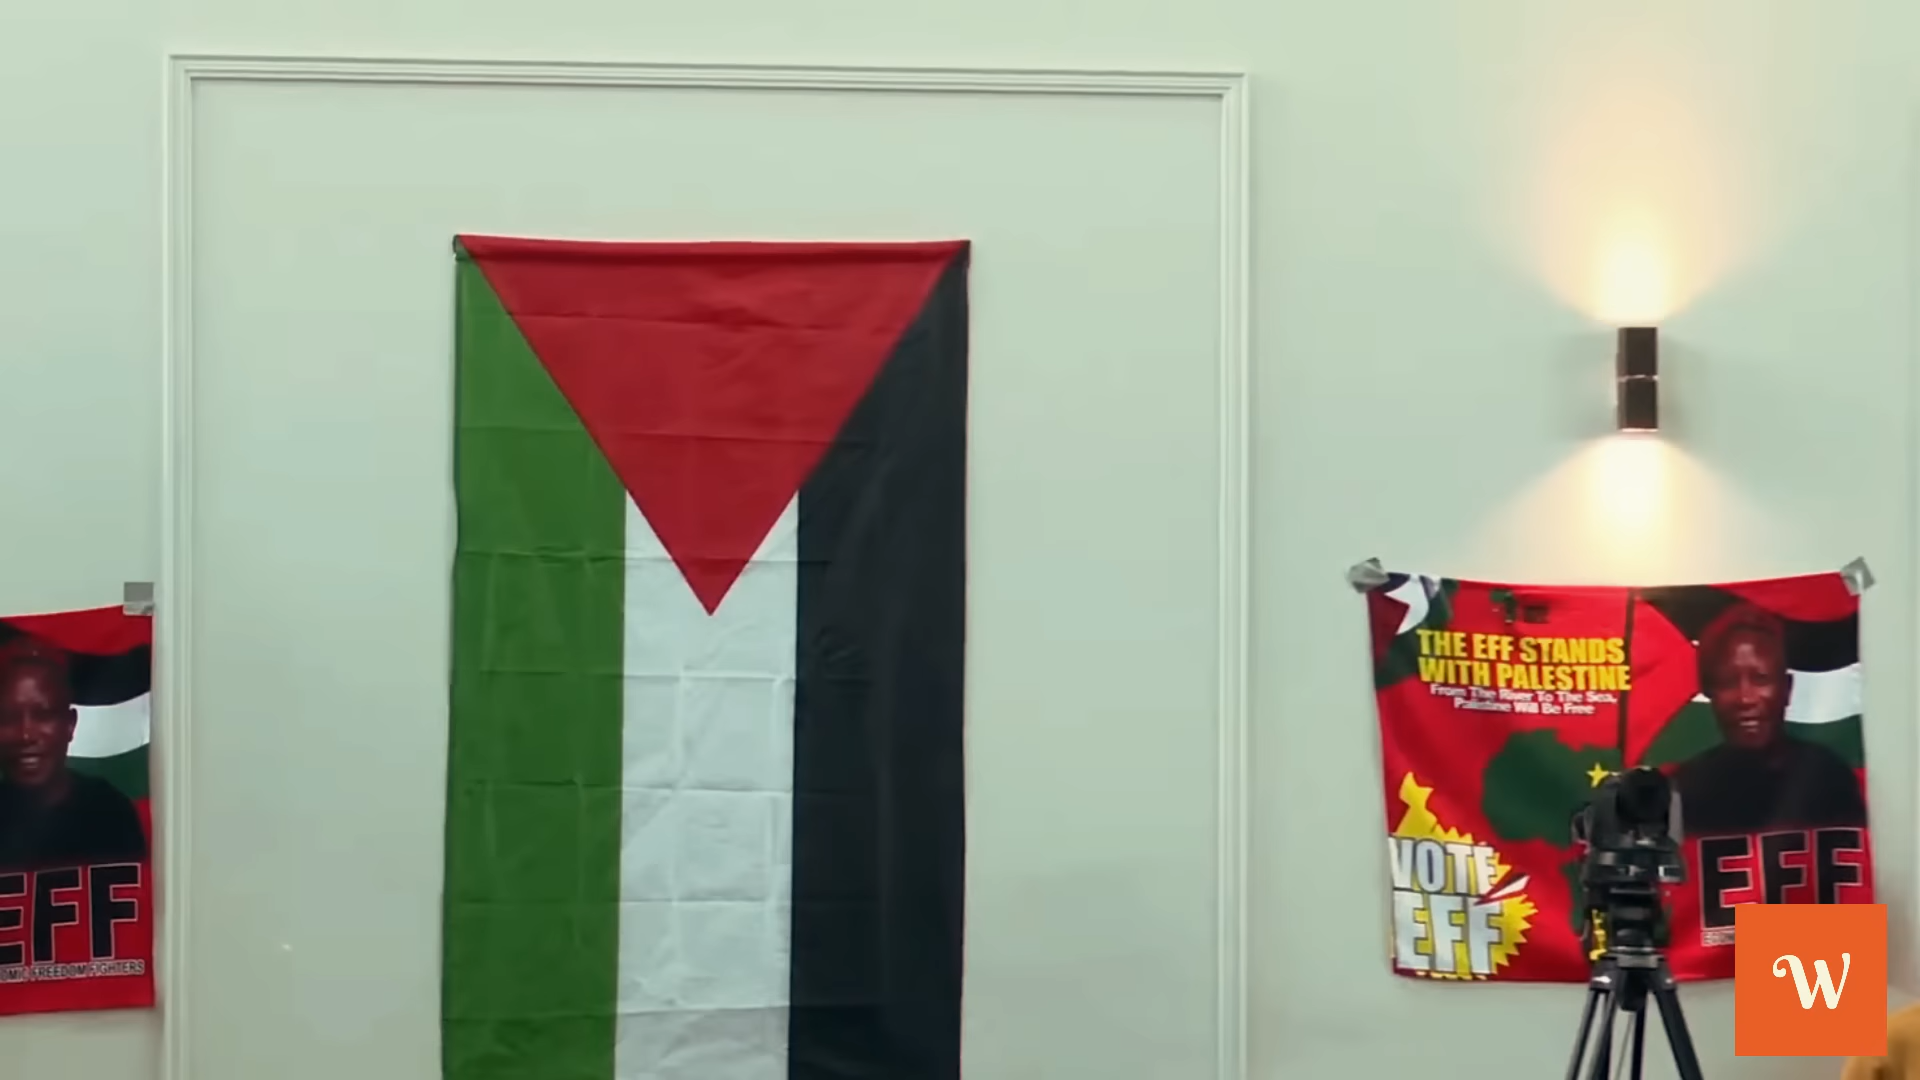 EFF
OMIC FREEDOM FIGHTERS
THE EFF STANDS
WITH PALESTINE
From The River To The Sea,
Palestine Will Be Free
VOTE
EFF
EFF
W